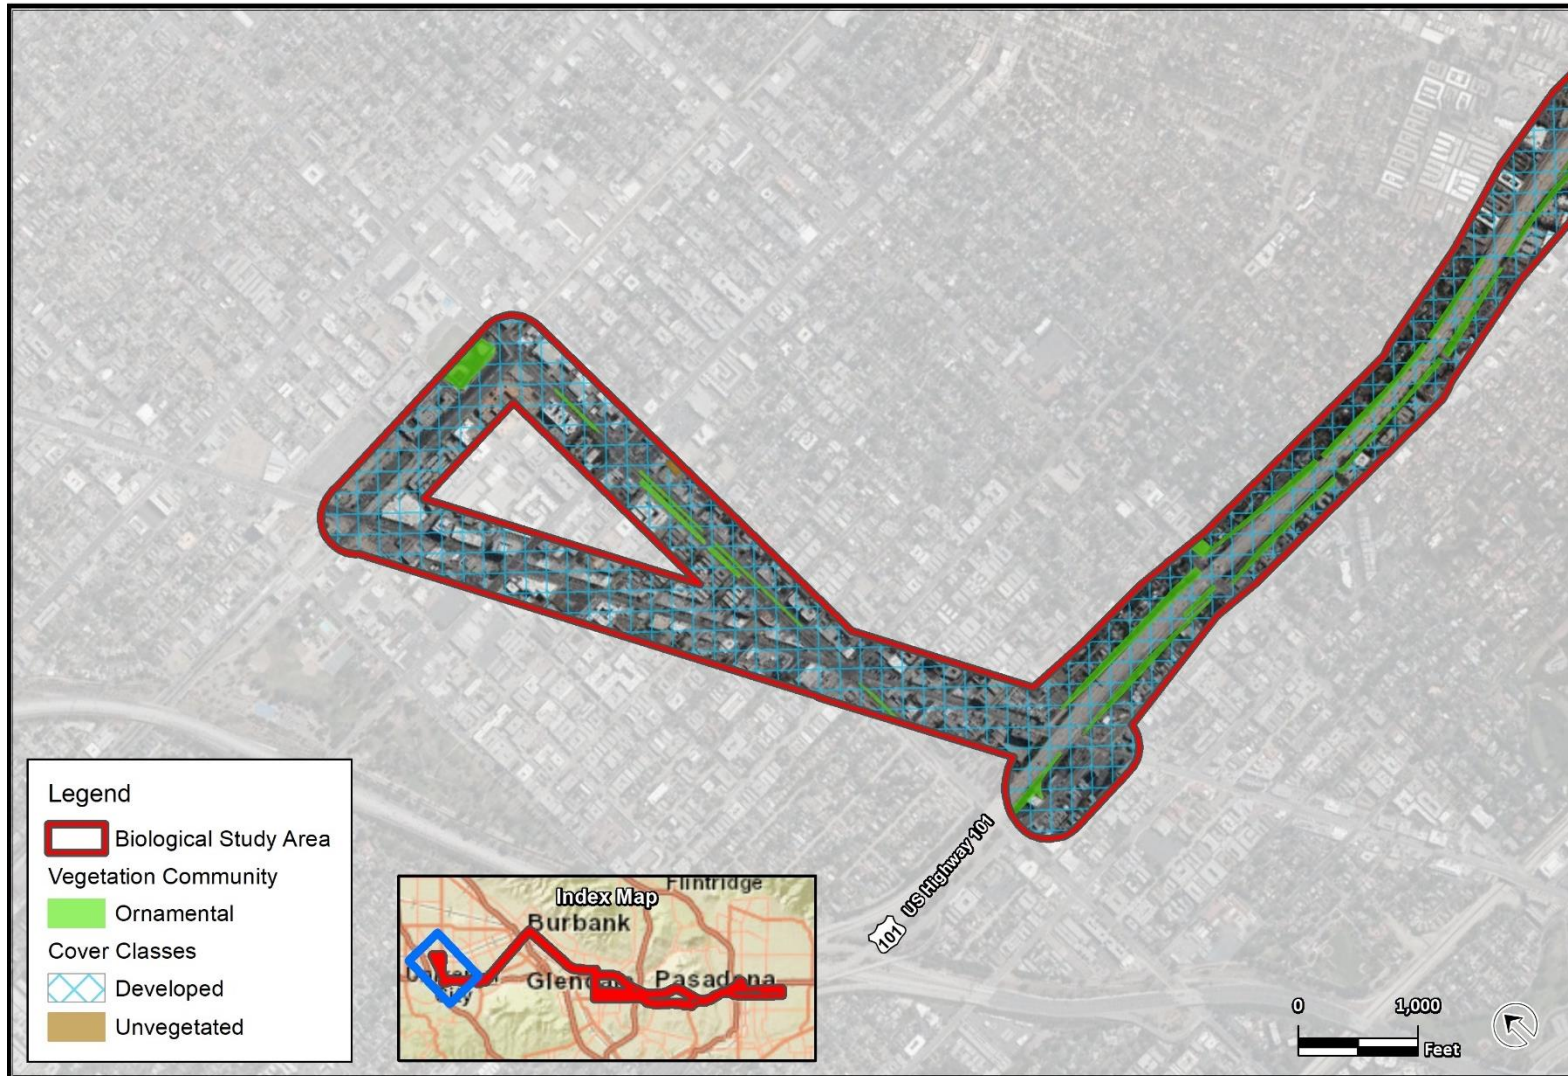 Legend
Biological Study Area
Vegetation Community
Ornamental
Cover Classes
Developed
Unvegetated
Index Map
Flintridge
Burbank
Pasadena
City
101
US Highway 101
0 1,000
Feet